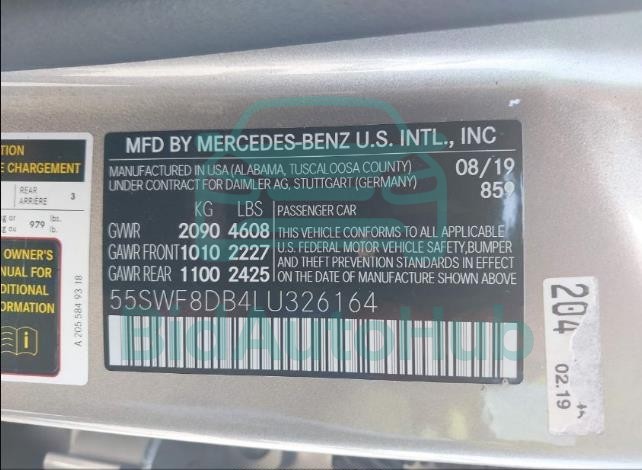 MFD BY MERCEDES-BENZ U.S. INTL., INC
MANUFACTURED IN USA (ALABAMA, TUSCALOOSA COUNTY) 08/19
UNDER CONTRACT FOR DAIMLER AG, STUTTGART (GERMANY) 859
KG LBS PASSENGER CAR
GWR 2090 4608 THIS VEHICLE CONFORMS TO ALL APPLICABLE
GAWR FRONT 1010 2227 U.S. FEDERAL MOTOR VEHICLE SAFETY, BUMPER
AND THEFT PREVENTION STANDARDS IN EFFECT
GAWR REAR 1100 2425 ON THE DATE OF MANUFACTURE SHOWN ABOVE
55SWF8DB4LU326164
BidAutoHub
TION
E CHARGEMENT
REAR
ARRIERE 3
979 lbs.
lb.
OWNER'S
NUAL FOR
DDITIONAL
FORMATION
i
A 205 584 93 18
204
02.19